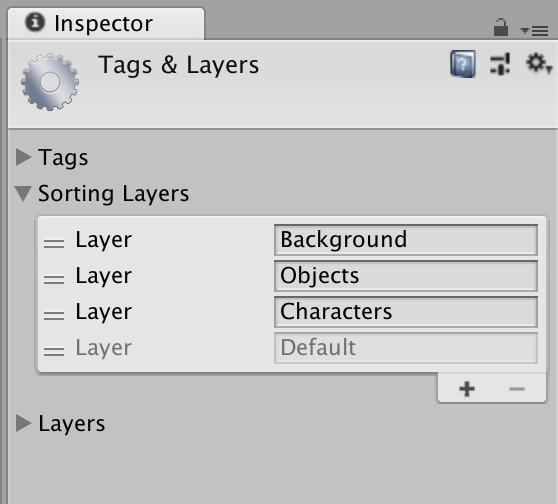 Inspector
Tags & Layers
Tags
Sorting Layers
Layer Background
Layer Objects
Layer Characters
Layer Default
Layers